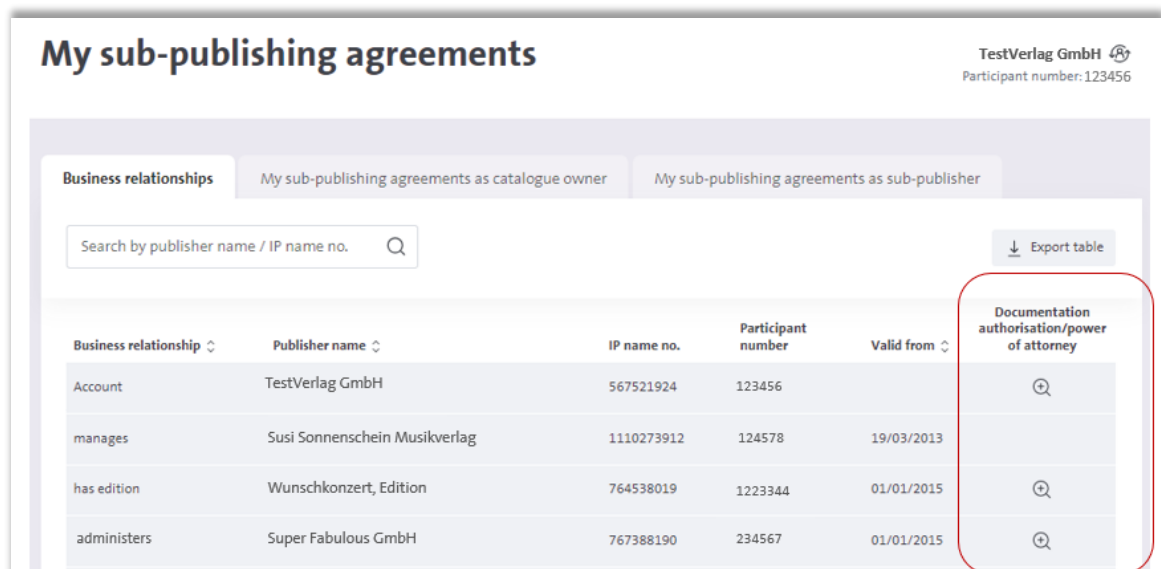 My sub-publishing agreements
TestVerlag GmbH
Participant number: 123456
Business relationships
My sub-publishing agreements as catalogue owner
My sub-publishing agreements as sub-publisher
Search by publisher name / IP name no.
Export table
Business relationship
Publisher name
IP name no.
Participant
number
Valid from
Documentation
authorisation/power
of attorney
Account TestVerlag GmbH 567521924 123456
manages Susi Sonnenschein Musikverlag 1110273912 124578 19/03/2013
has edition Wunschkonzert, Edition 764538019 1223344 01/01/2015
administers Super Fabulous GmbH 767388190 234567 01/01/2015